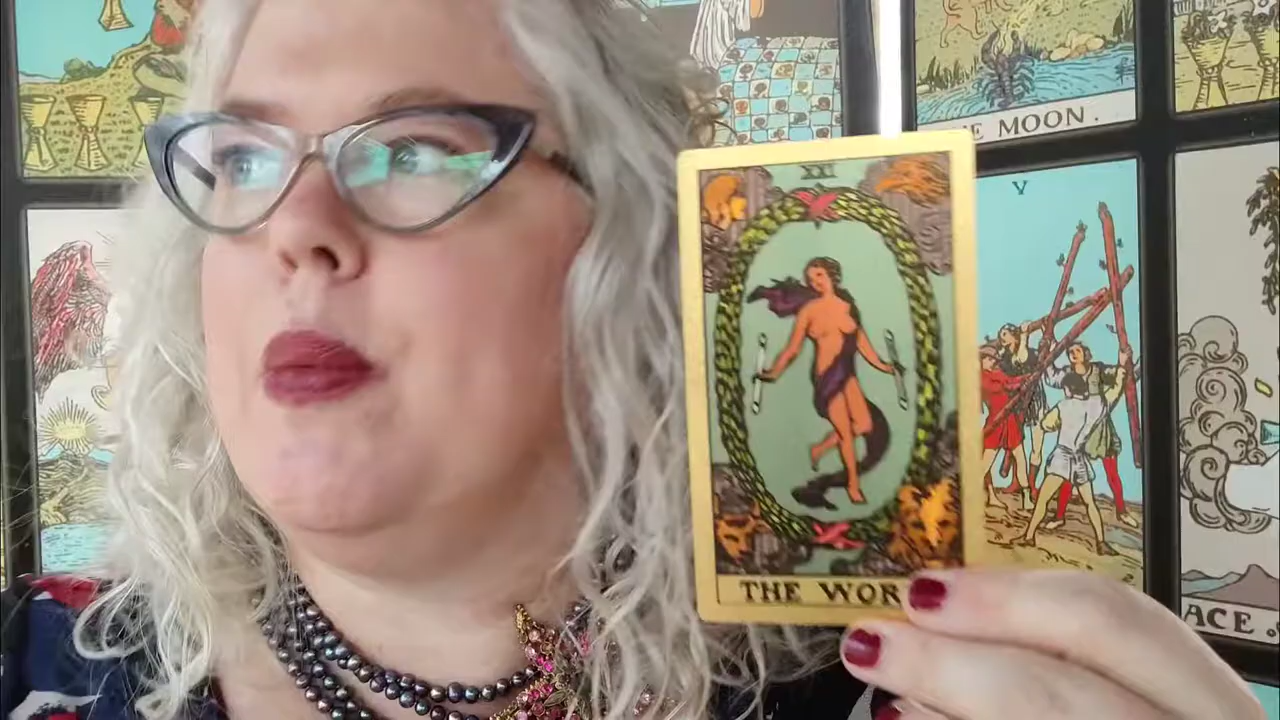 E MOON.
XXI
V
THE WOR
ACE o